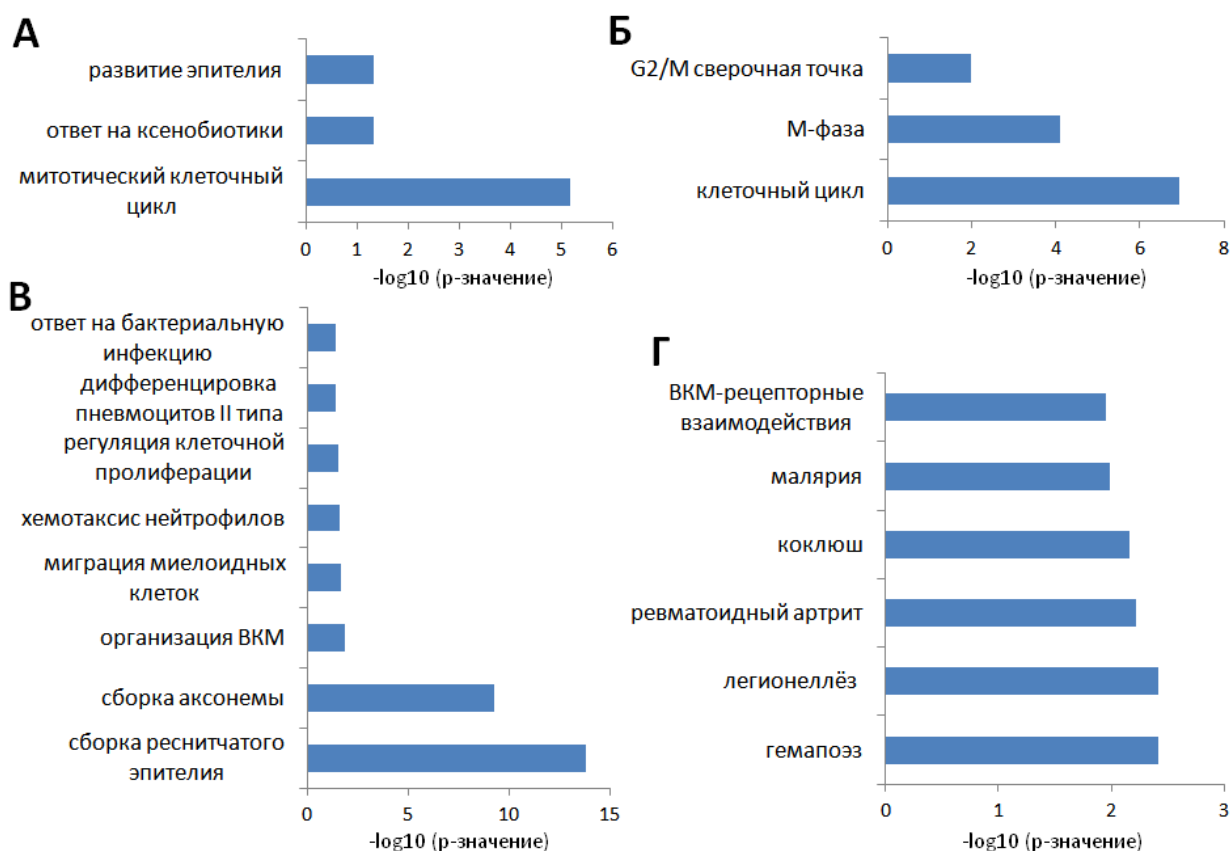 А
развитие эпителия
ответ на ксенобиотики
митотический клеточный
цикл
0 1 2 3 4 5 6
-log10 (р-значение)
Б
G2/M сверочная точка
М-фаза
клеточный цикл
0 2 4 6 8
-log10 (р-значение)
В
ответ на бактериальную
инфекцию
дифференцировка
пневмоцитов II типа
регуляция клеточной
пролиферации
хемотаксис нейтрофилов
миграция миелоидных
клеток
организация ВКМ
сборка аксонемы
сборка реснитчатого
эпителия
0 5 10 15
-log10 (р-значение)
Г
ВКМ-рецепторные
взаимодействия
малярия
коклюш
ревматоидный артрит
легионеллёз
гемапоэз
0 1 2 3
-log10 (р-значение)